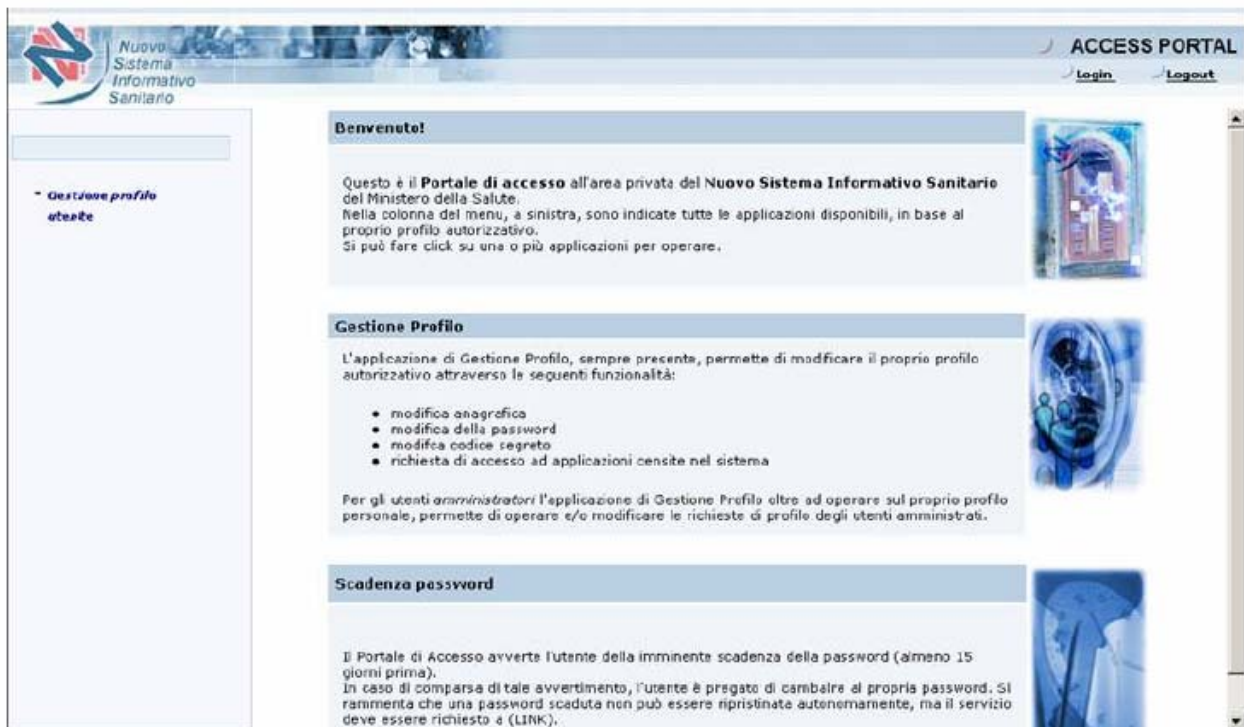 Nuovo
Sistema
Informativo
Sanitario
ACCESS PORTAL
Login Logout
Gestione profilo
utente
Benvenuto!
Questo è il Portale di accesso all'area privata del Nuovo Sistema Informativo Sanitario
del Ministero della Salute.
Nella colonna del menu, a sinistra, sono indicate tutte le applicazioni disponibili, in base al
proprio profilo autorizzativo.
Si può fare click su una o più applicazioni per operare.
Gestione Profilo
L'applicazione di Gestione Profilo, sempre presente, permette di modificare il proprio profilo
autorizzativo attraverso le seguenti funzionalità:
• modifica anagrafica
• modifica della password
• modifca codice segreto
• richiesta di accesso ad applicazioni censite nel sistema
Per gli utenti amministratori l'applicazione di Gestione Profilo oltre ad operare sul proprio profilo
personale, permette di operare e/o modificare le richieste di profilo degli utenti amministrati.
Scadenza password
Il Portale di Accesso avverte l'utente della imminente scadenza della password (almeno 15
giorni prima).
In caso di comparsa di tale avvertimento, l'utente è pregato di cambaire al propria password. Si
rammenta che una password scaduta non può essere ripristinata autonomamente, ma il servizio
deve essere richiesto a (LINK).